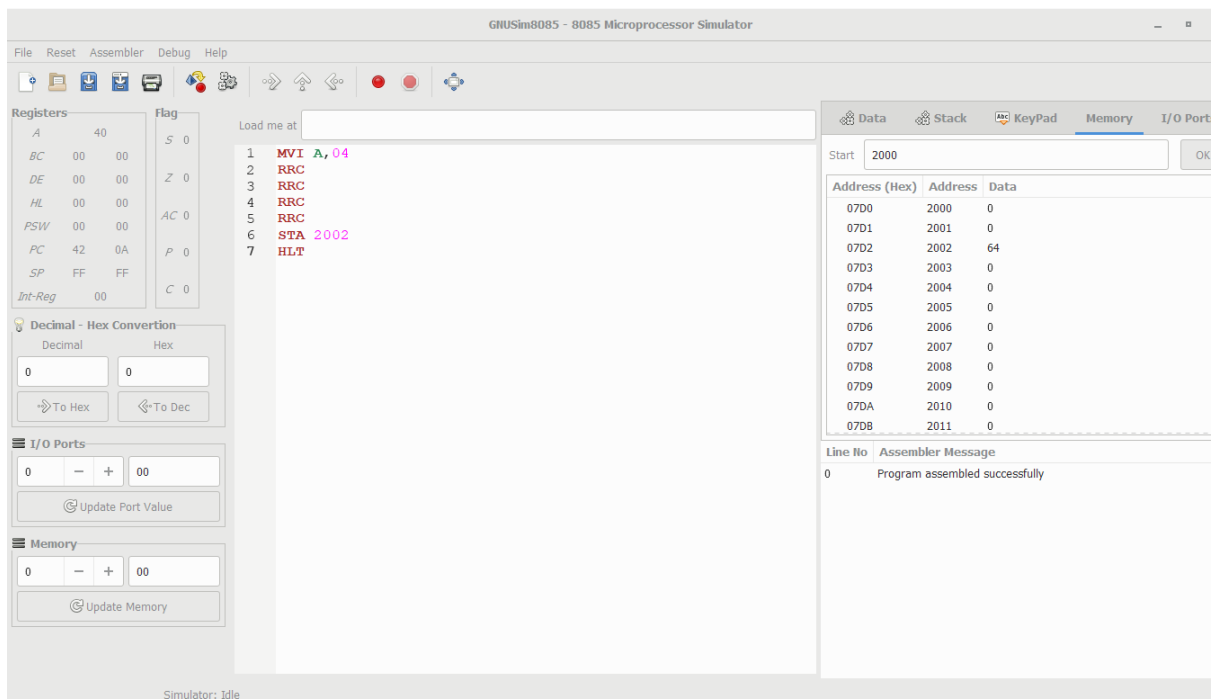 GNUSim8085 - 8085 Microprocessor Simulator
File Reset Assembler Debug Help
Registers
A 40
BC 00 00
DE 00 00
HL 00 00
PSW 00 00
PC 42 0A
SP FF FF
Int-Reg 00
Flag
S 0
Z 0
AC 0
P 0
C 0
Decimal - Hex Convertion
Decimal Hex
0 0
To Hex To Dec
I/O Ports
0 − + 00
Update Port Value
Memory
0 − + 00
Update Memory
Load me at
1 MVI A,04
2 RRC
3 RRC
4 RRC
5 RRC
6 STA 2002
7 HLT
Data Stack Abc KeyPad Memory I/O Port
Start 2000 OK
Address (Hex) Address Data
07D0 2000 0
07D1 2001 0
07D2 2002 64
07D3 2003 0
07D4 2004 0
07D5 2005 0
07D6 2006 0
07D7 2007 0
07D8 2008 0
07D9 2009 0
07DA 2010 0
07DB 2011 0
Line No Assembler Message
0 Program assembled successfully
Simulator: Idle